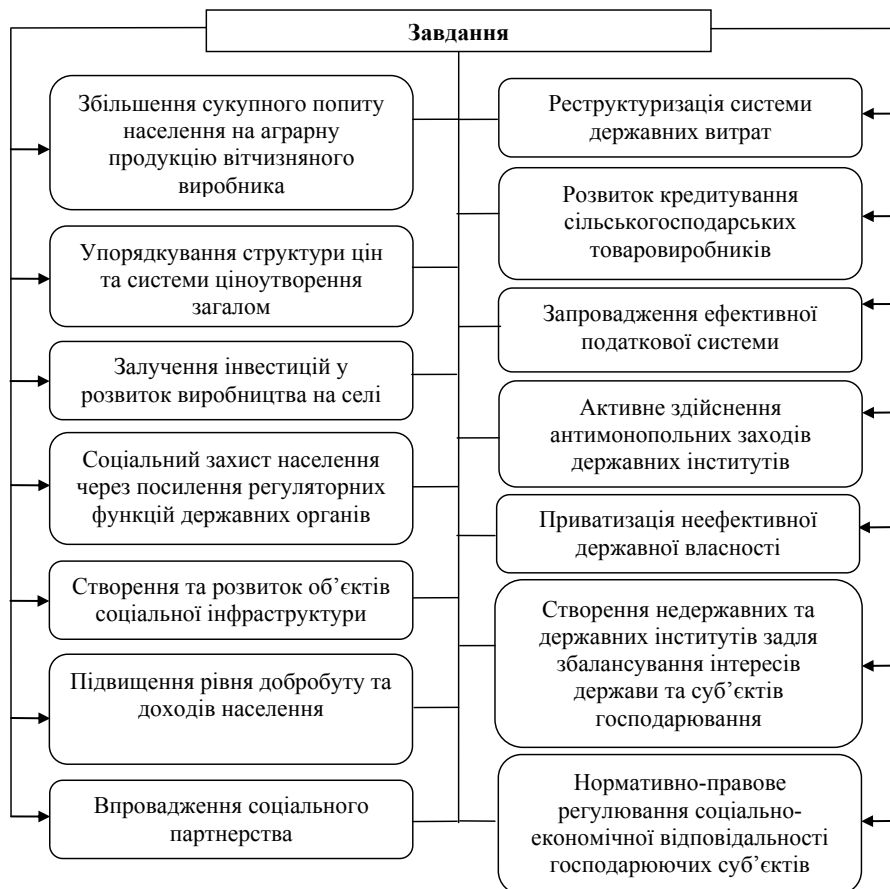 Завдання
Збільшення сукупного попиту
населення на аграрну
продукцію вітчизняного
виробника
Упорядкування структури цін
та системи ціноутворення
загалом
Залучення інвестицій у
розвиток виробництва на селі
Соціальний захист населення
через посилення регуляторних
функцій державних органів
Створення та розвиток об’єктів
соціальної інфраструктури
Підвищення рівня добробуту та
доходів населення
Впровадження соціального
партнерства
Реструктуризація системи
державних витрат
Розвиток кредитування
сільськогосподарських
товаровиробників
Запровадження ефективної
податкової системи
Активне здійснення
антимонопольних заходів
державних інститутів
Приватизація неефективної
державної власності
Створення недержавних та
державних інститутів задля
збалансування інтересів
держави та суб’єктів
господарювання
Нормативно-правове
регулювання соціально-
економічної відповідальності
господарюючих суб’єктів